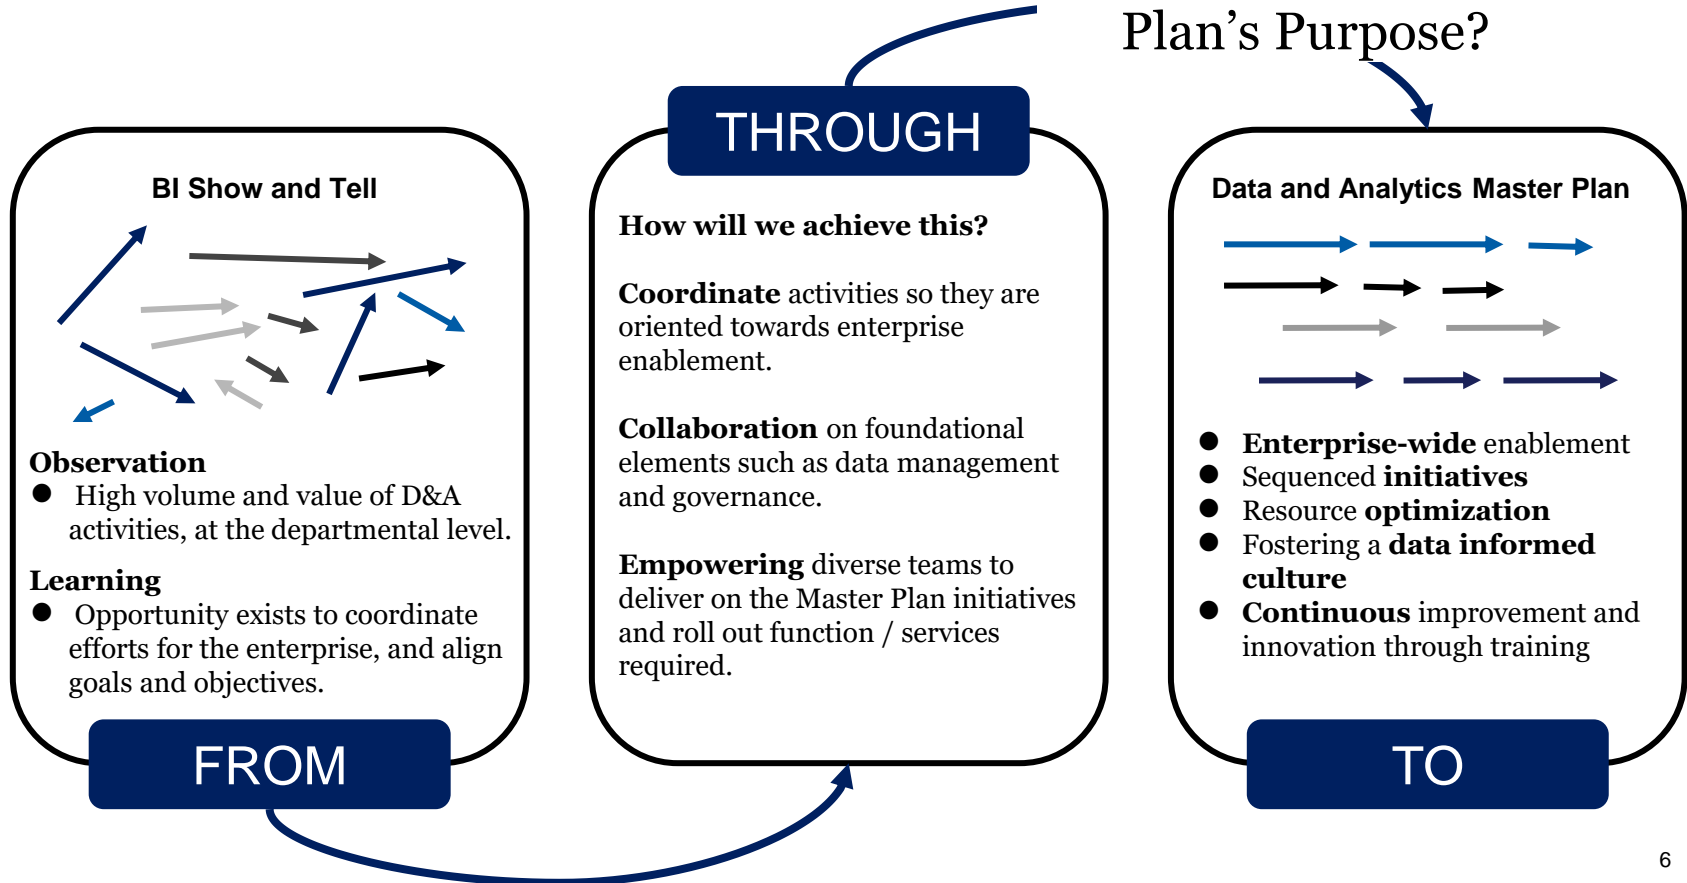 Plan’s Purpose?
BI Show and Tell
Observation
● High volume and value of D&A
activities, at the departmental level.
Learning
● Opportunity exists to coordinate
efforts for the enterprise, and align
goals and objectives.
FROM
THROUGH
How will we achieve this?
Coordinate activities so they are
oriented towards enterprise
enablement.
Collaboration on foundational
elements such as data management
and governance.
Empowering diverse teams to
deliver on the Master Plan initiatives
and roll out function / services
required.
Data and Analytics Master Plan
● Enterprise-wide enablement
● Sequenced initiatives
● Resource optimization
● Fostering a data informed
culture
● Continuous improvement and
innovation through training
TO
6